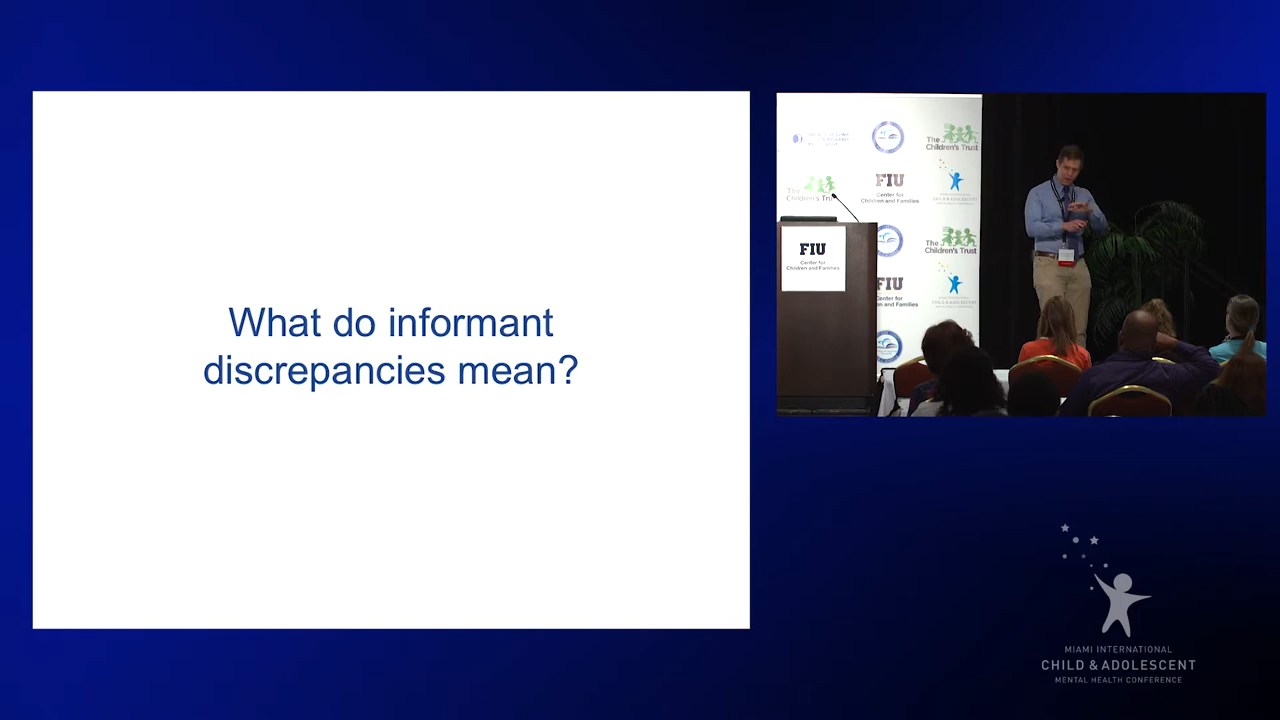 What do informant
discrepancies mean?
The
Children's Trust
FIU
Center for
Children and Families
The
Children's Trust
FIU
Center for
Children and Families
FIU
Center for
en and Families
MIAMI INTERNATIONAL
CHILD & ADOLESCENT
MENTAL HEALTH CONFERENCE